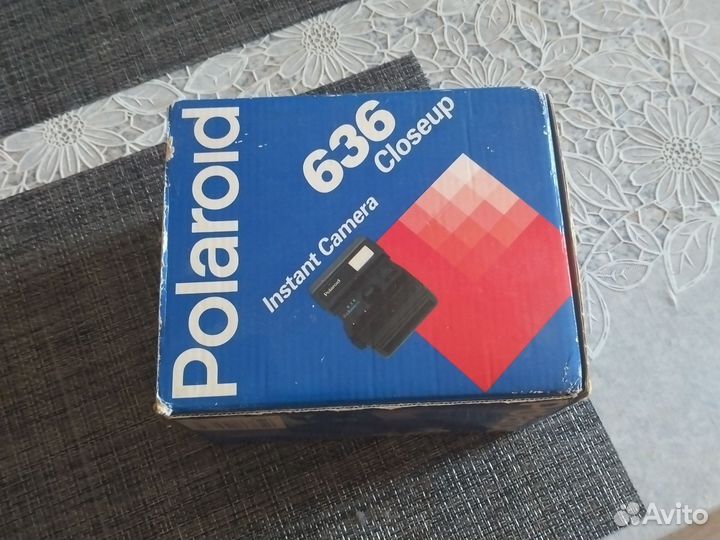 Polaroid
636
Closeup
Instant Camera
Polaroid
Avito